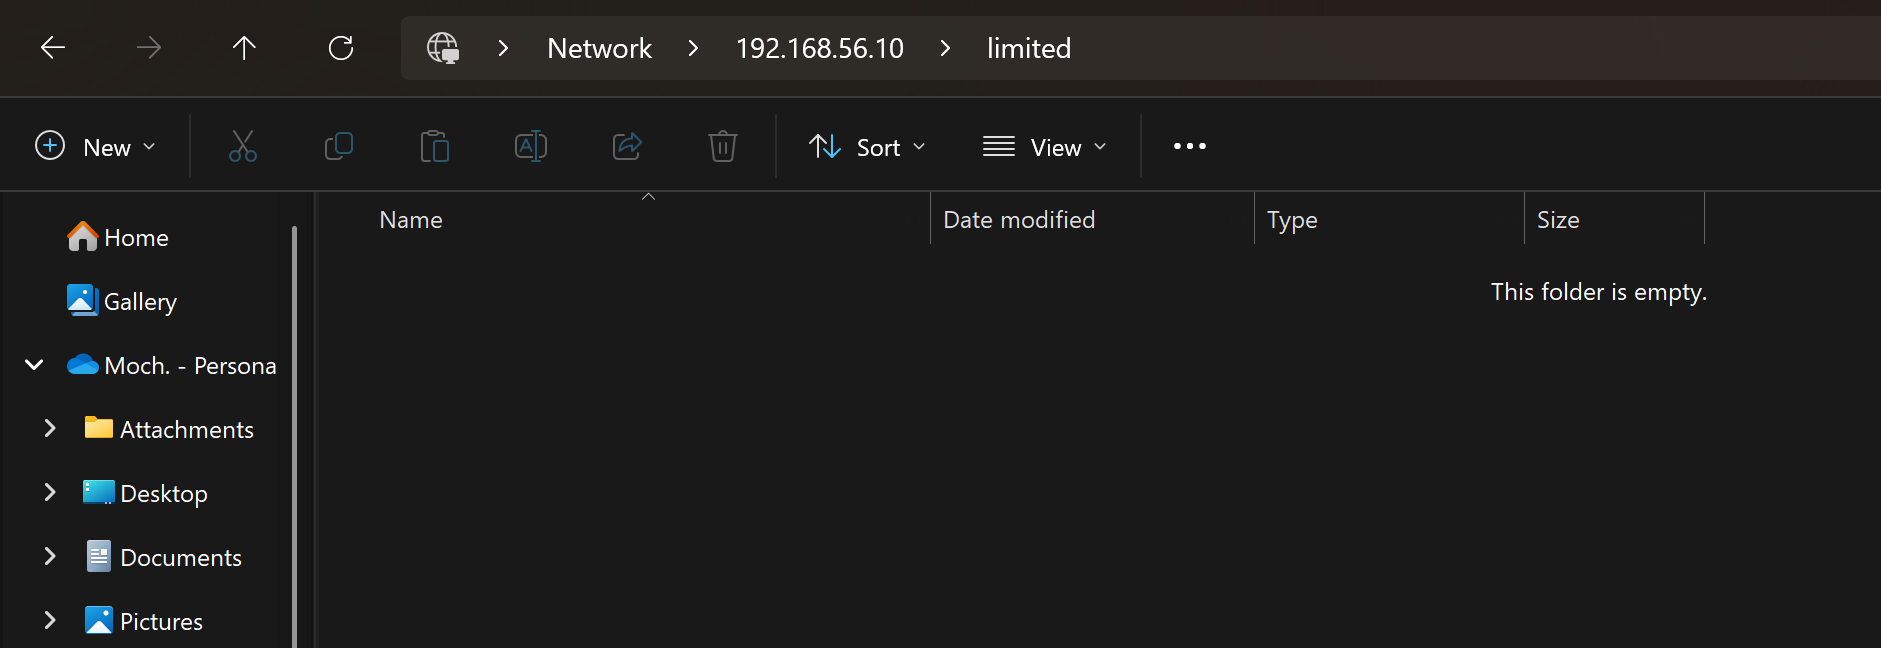 Network > 192.168.56.10 > limited
New Sort View
Name Date modified Type Size
This folder is empty.
Home
Gallery
Moch. - Persona
Attachments
Desktop
Documents
Pictures